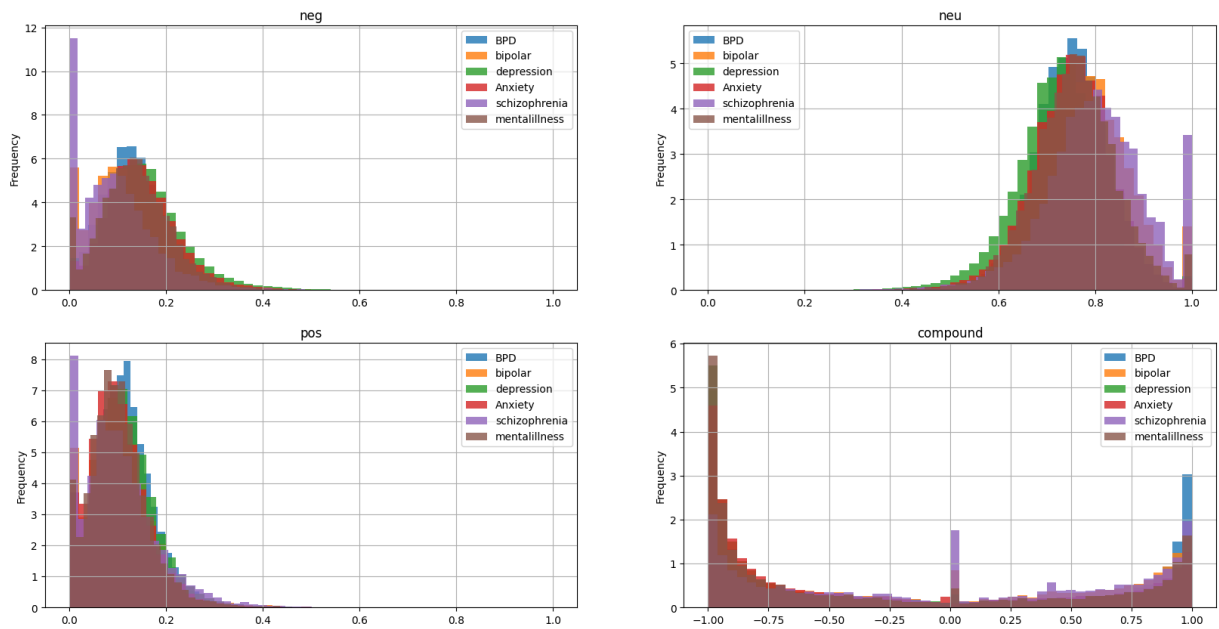 neg
12
10
8
6
4
2
0
Frequency
0.0 0.2 0.4 0.6 0.8 1.0
BPD
bipolar
depression
Anxiety
schizophrenia
mentalillness
neu
5
4
3
2
1
0
Frequency
0.0 0.2 0.4 0.6 0.8 1.0
BPD
bipolar
depression
Anxiety
schizophrenia
mentalillness
pos
8
7
6
5
4
3
2
1
0
Frequency
0.0 0.2 0.4 0.6 0.8 1.0
BPD
bipolar
depression
Anxiety
schizophrenia
mentalillness
compound
6
5
4
3
2
1
0
Frequency
−1.00 −0.75 −0.50 −0.25 0.00 0.25 0.50 0.75 1.00
BPD
bipolar
depression
Anxiety
schizophrenia
mentalillness